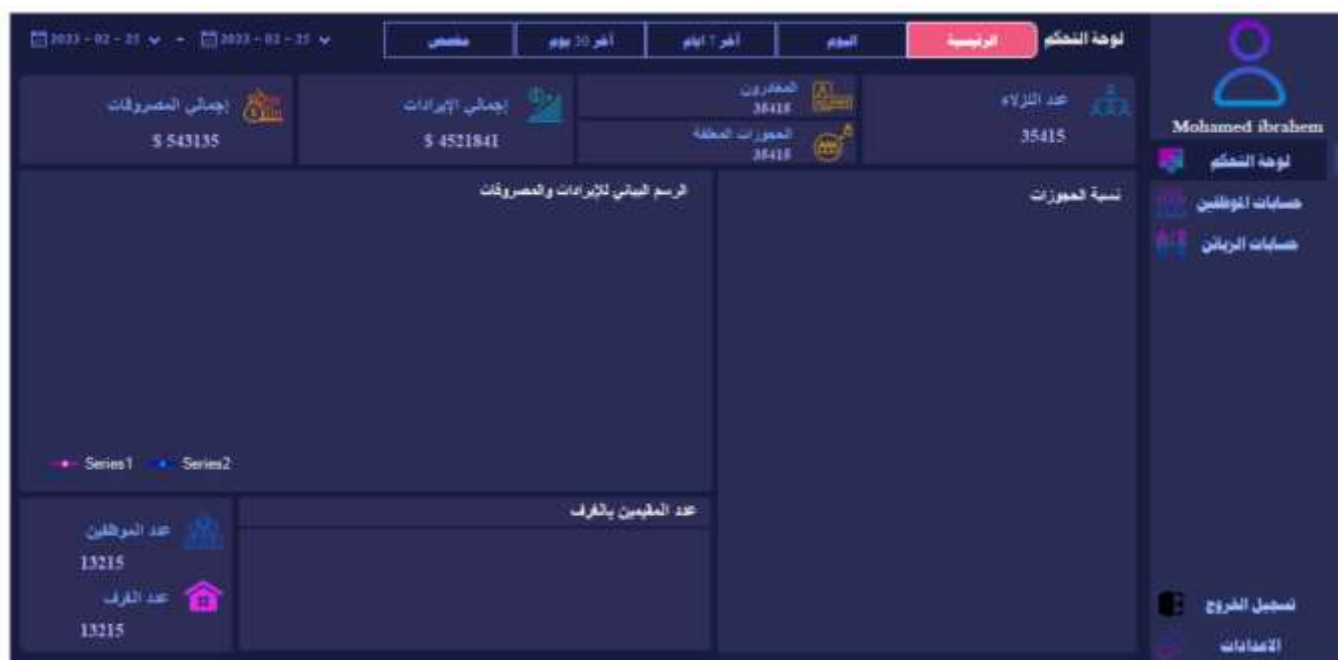 لوحة التحكم
الرئيسية
اليوم
آخر 7 ايام
آخر 30 يوم
مخصص
2023 - 02 - 25
-
2023 - 02 - 25
Mohamed ibrahem
لوحة التحكم
حسابات الموظفين
حسابات الزبائن
تسجيل الخروج
الاعدادات
عدد النزلاء
35415
المغادرون
35415
الحجوزات المعلقة
35415
إجمالي الإيرادات
$ 4521841
إجمالي المصروفات
$ 543135
نسبة الحجوزات
الرسم البياني للإيرادات والمصروفات
Series1
Series2
عدد المقيمين بالغرف
عدد الموظفين
13215
عدد الغرف
13215